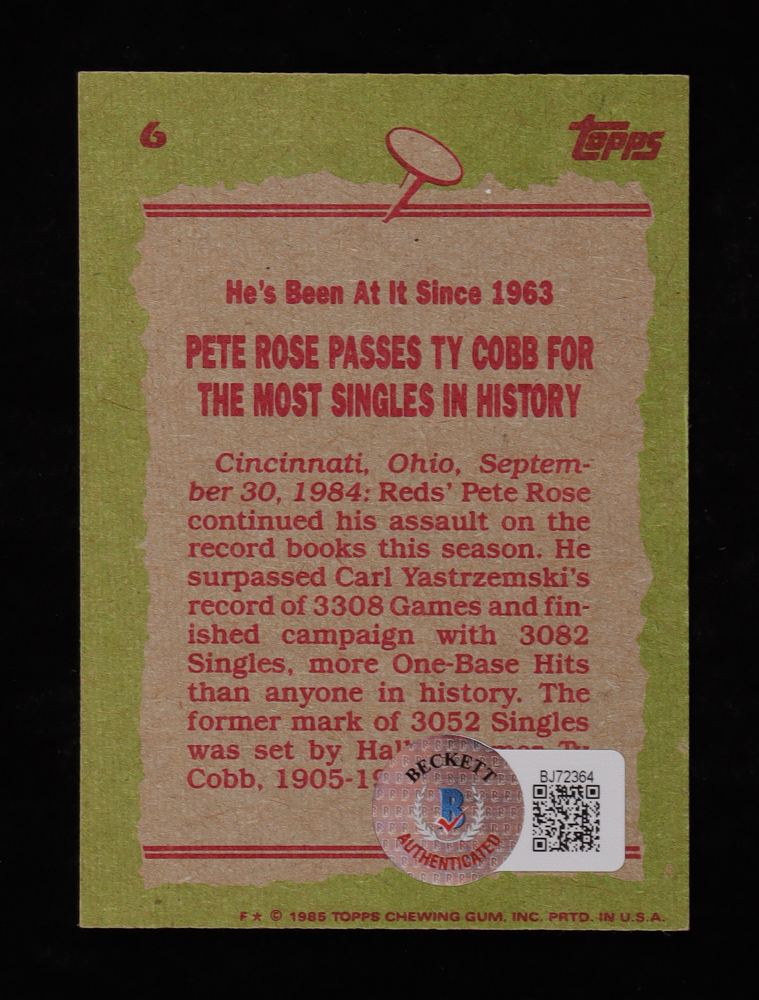 6
topps
He's Been At It Since 1963
PETE ROSE PASSES TY COBB FOR
THE MOST SINGLES IN HISTORY
Cincinnati, Ohio, Septem-
ber 30, 1984: Reds' Pete Rose
continued his assault on the
record books this season. He
surpassed Carl Yastrzemski's
record of 3308 Games and fin-
ished campaign with 3082
Singles, more One-Base Hits
than anyone in history. The
former mark of 3052 Singles
was set by
Cobb, 1905-19
BECKETT
B
AUTHENTICATED
BJ72364
F★ © 1985 TOPPS CHEWING GUM, INC. PRTD. IN U.S.A.